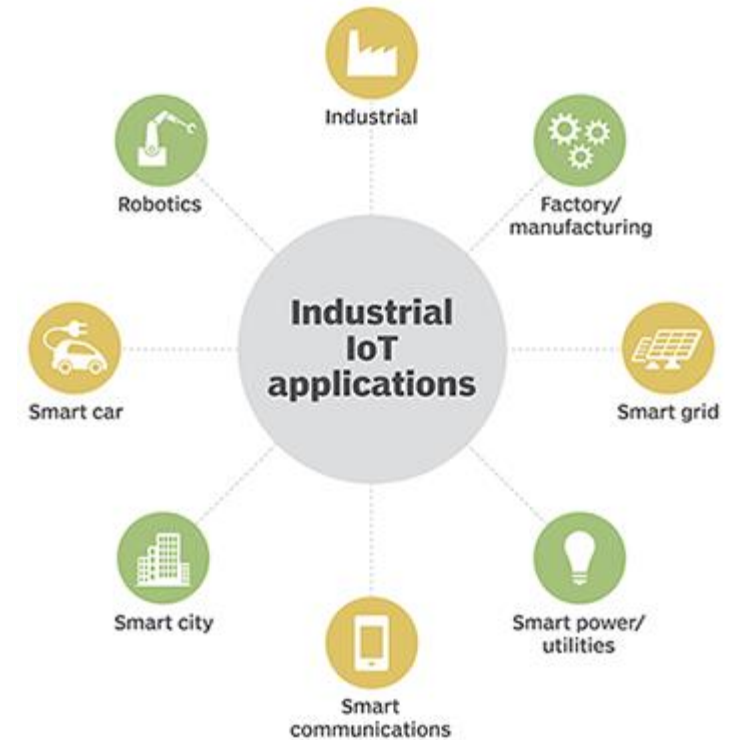 Industrial
Robotics
Factory/
manufacturing
Industrial
IoT
applications
Smart car
Smart grid
Smart city
Smart power/
utilities
Smart
communications